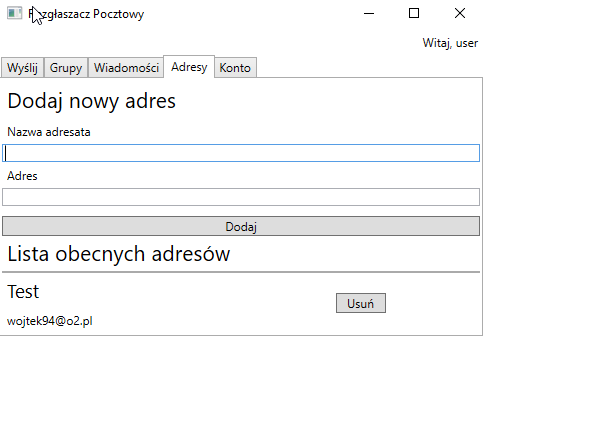 Rozgłaszacz Pocztowy
Witaj, user
Wyślij Grupy Wiadomości Adresy Konto
Dodaj nowy adres
Nazwa adresata
Adres
Dodaj
Lista obecnych adresów
Test
Usuń
wojtek94@o2.pl